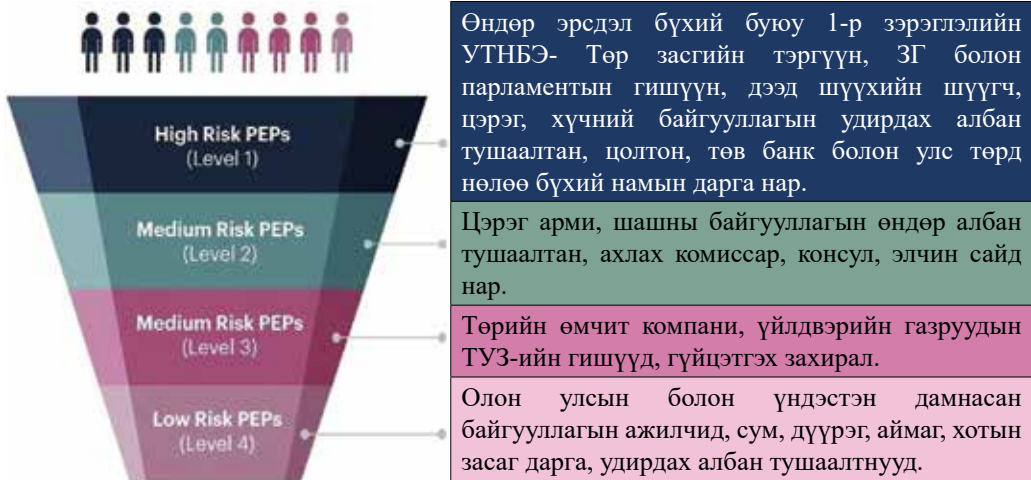 High Risk PEPs
(Level 1)
Өндөр эрсдэл бүхий буюу 1-р зэрэглэлийн
УТНБЭ- Төр засгийн тэргүүн, ЗГ болон
парламентын гишүүн, дээд шүүхийн шүүгч,
цэрэг, хүчний байгууллагын удирдах албан
тушаалтан, цолтон, төв банк болон улс төрд
нөлөө бүхий намын дарга нар.
Medium Risk PEPs
(Level 2)
Цэрэг арми, шашны байгууллагын өндөр албан
тушаалтан, ахлах комиссар, консул, элчин сайд
нар.
Medium Risk PEPs
(Level 3)
Төрийн өмчит компани, үйлдвэрийн газруудын
ТУЗ-ийн гишүүд, гүйцэтгэх захирал.
Low Risk PEPs
(Level 4)
Олон улсын болон үндэстэн дамнасан
байгууллагын ажилчид, сум, дүүрэг, аймаг, хотын
засаг дарга, удирдах албан тушаалтнууд.